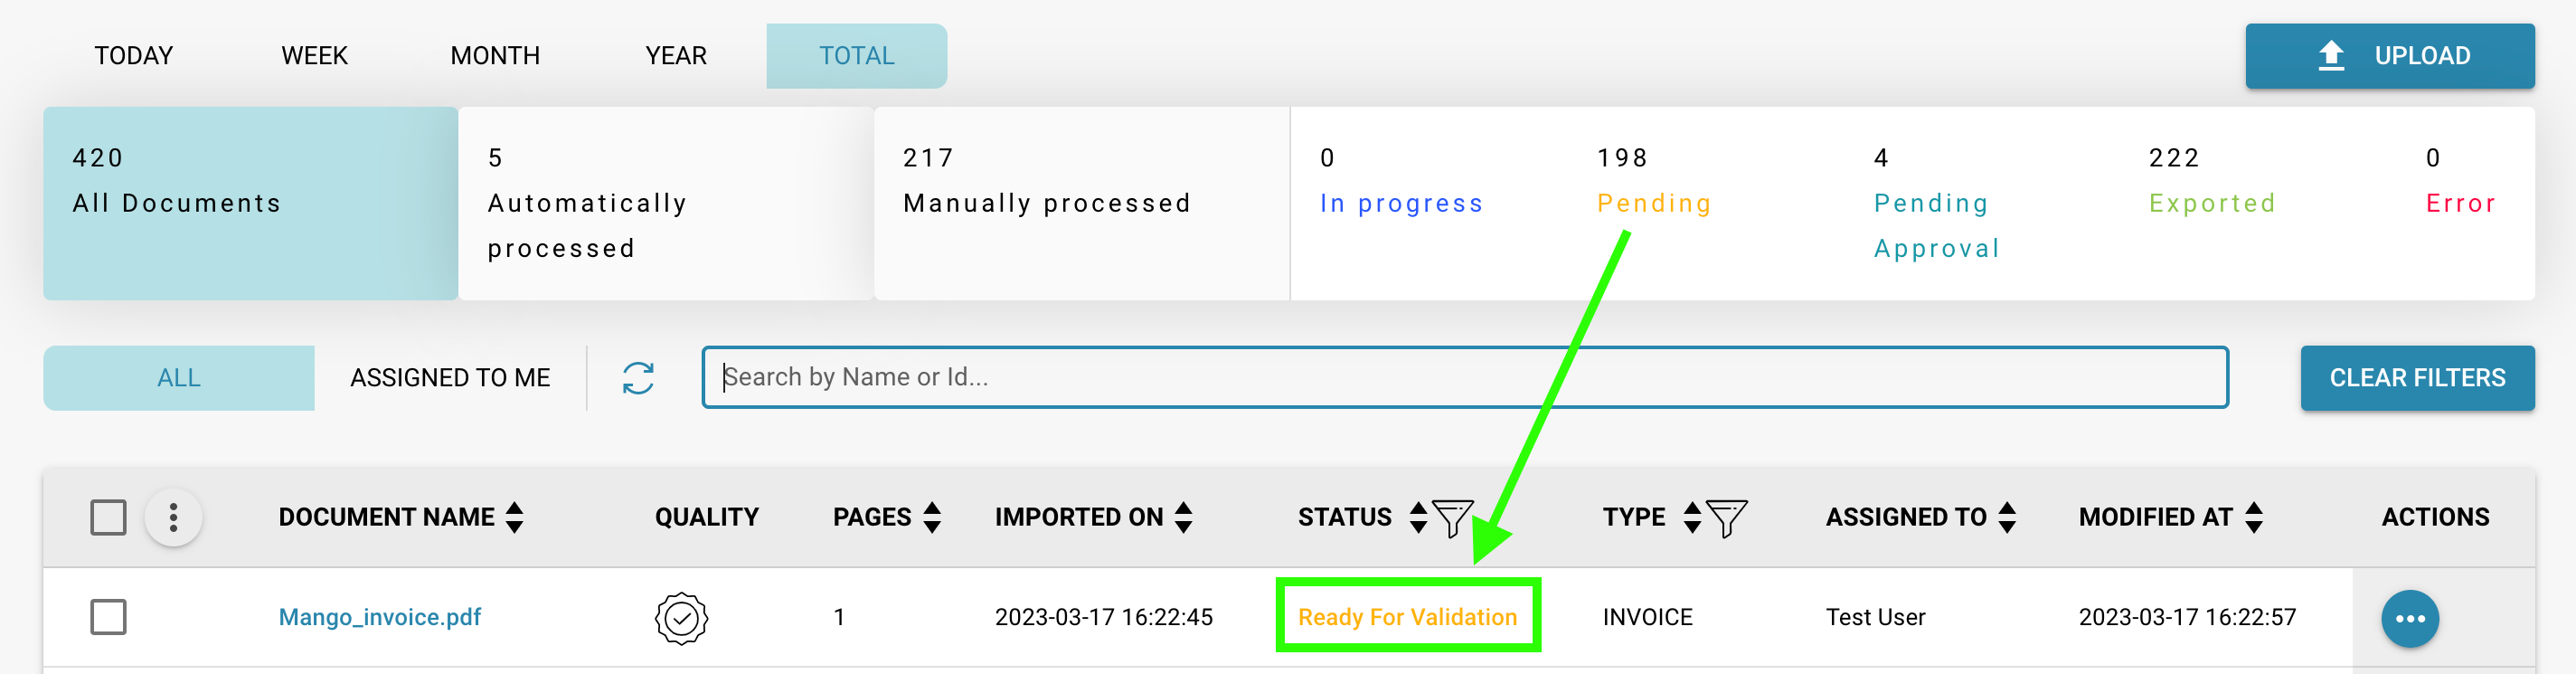 TODAY WEEK MONTH YEAR TOTAL UPLOAD
420 5 217 0 198 4 222 0
All Documents Automatically Manually processed In progress Pending Pending Exported Error
processed Approval
ALL ASSIGNED TO ME Search by Name or Id... CLEAR FILTERS
DOCUMENT NAME QUALITY PAGES IMPORTED ON STATUS TYPE ASSIGNED TO MODIFIED AT ACTIONS
Mango_invoice.pdf 1 2023-03-17 16:22:45 Ready For Validation INVOICE Test User 2023-03-17 16:22:57